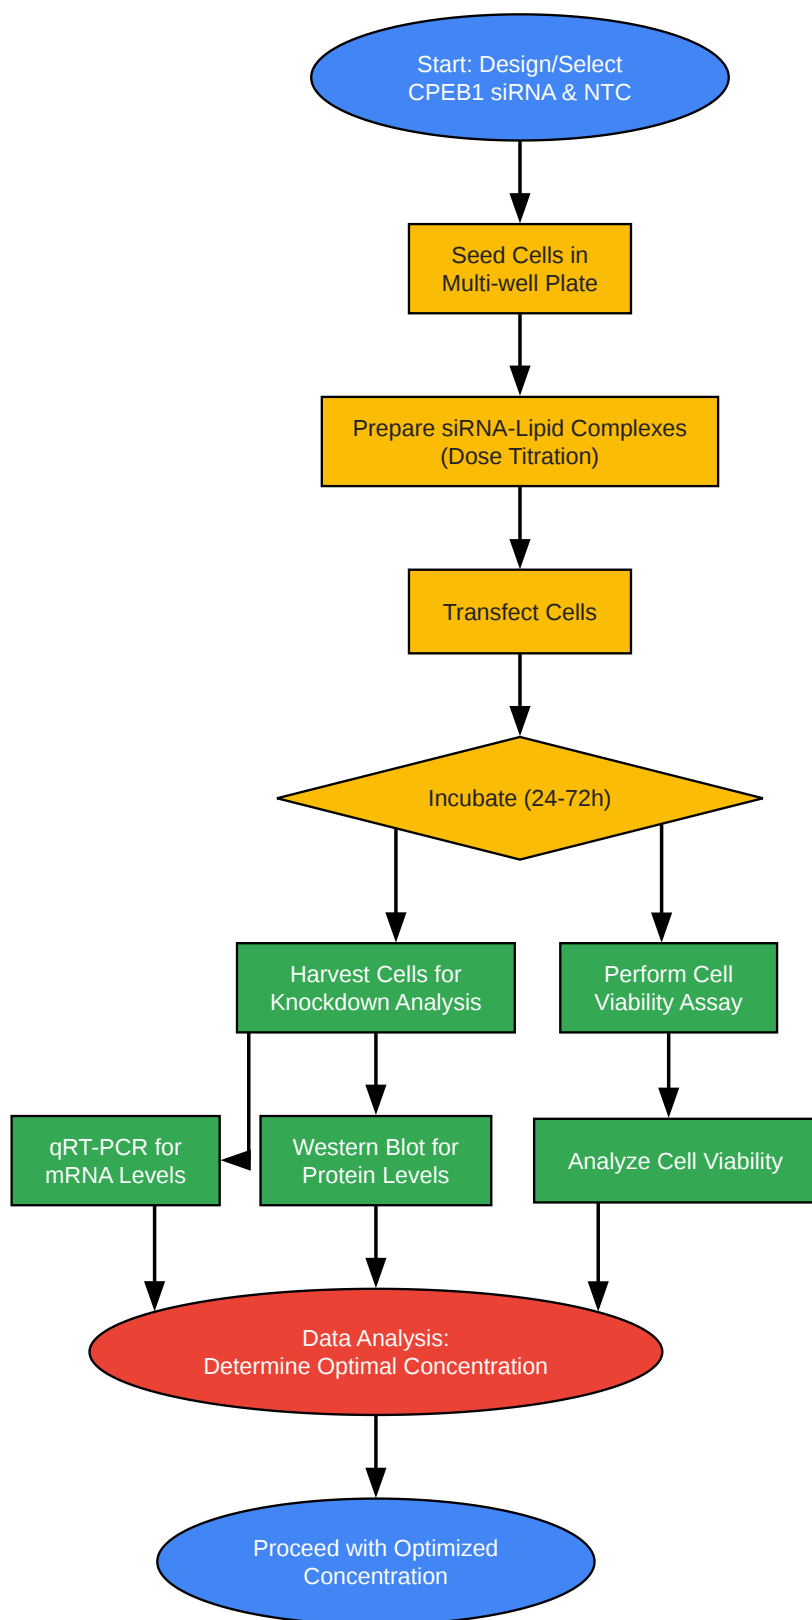 Start: Design/Select
CPEB1 siRNA & NTC
Seed Cells in
Multi-well Plate
Prepare siRNA-Lipid Complexes
(Dose Titration)
Transfect Cells
Incubate (24-72h)
Harvest Cells for
Knockdown Analysis
Perform Cell
Viability Assay
qRT-PCR for
mRNA Levels
Western Blot for
Protein Levels
Analyze Cell Viability
Data Analysis:
Determine Optimal Concentration
Proceed with Optimized
Concentration